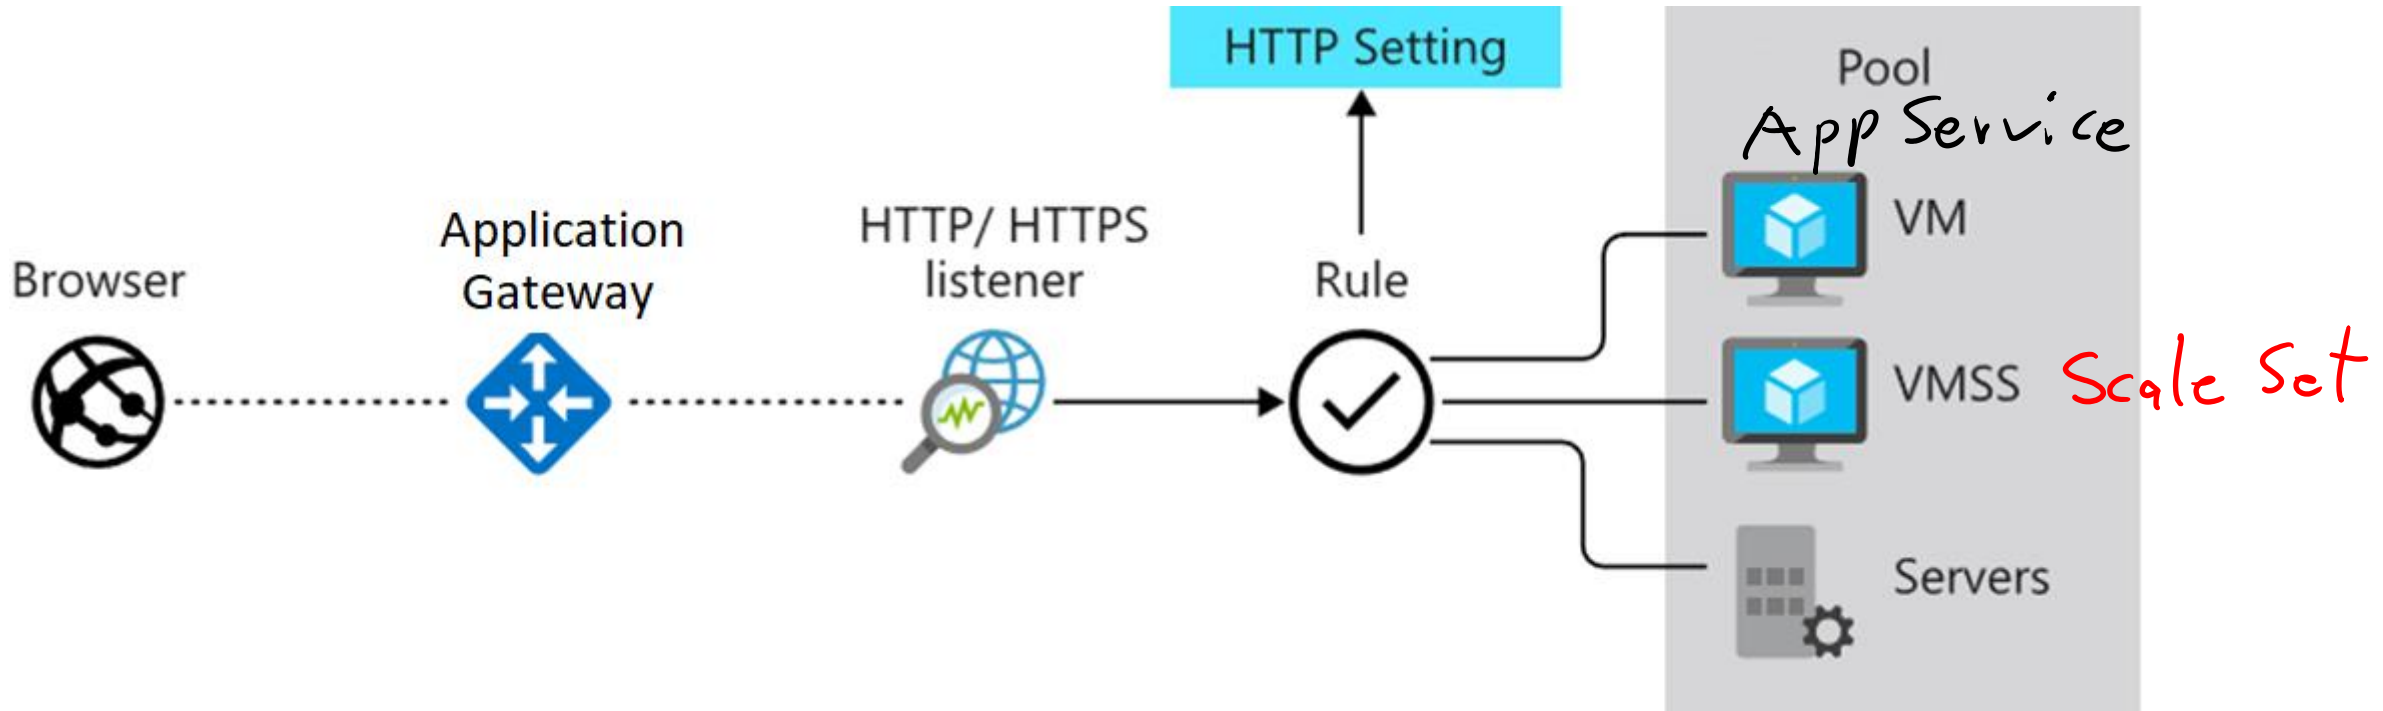 Browser
Application
Gateway
HTTP/ HTTPS
listener
HTTP Setting
Rule
Pool
App Service
VM
VMSS Scale Set
Servers